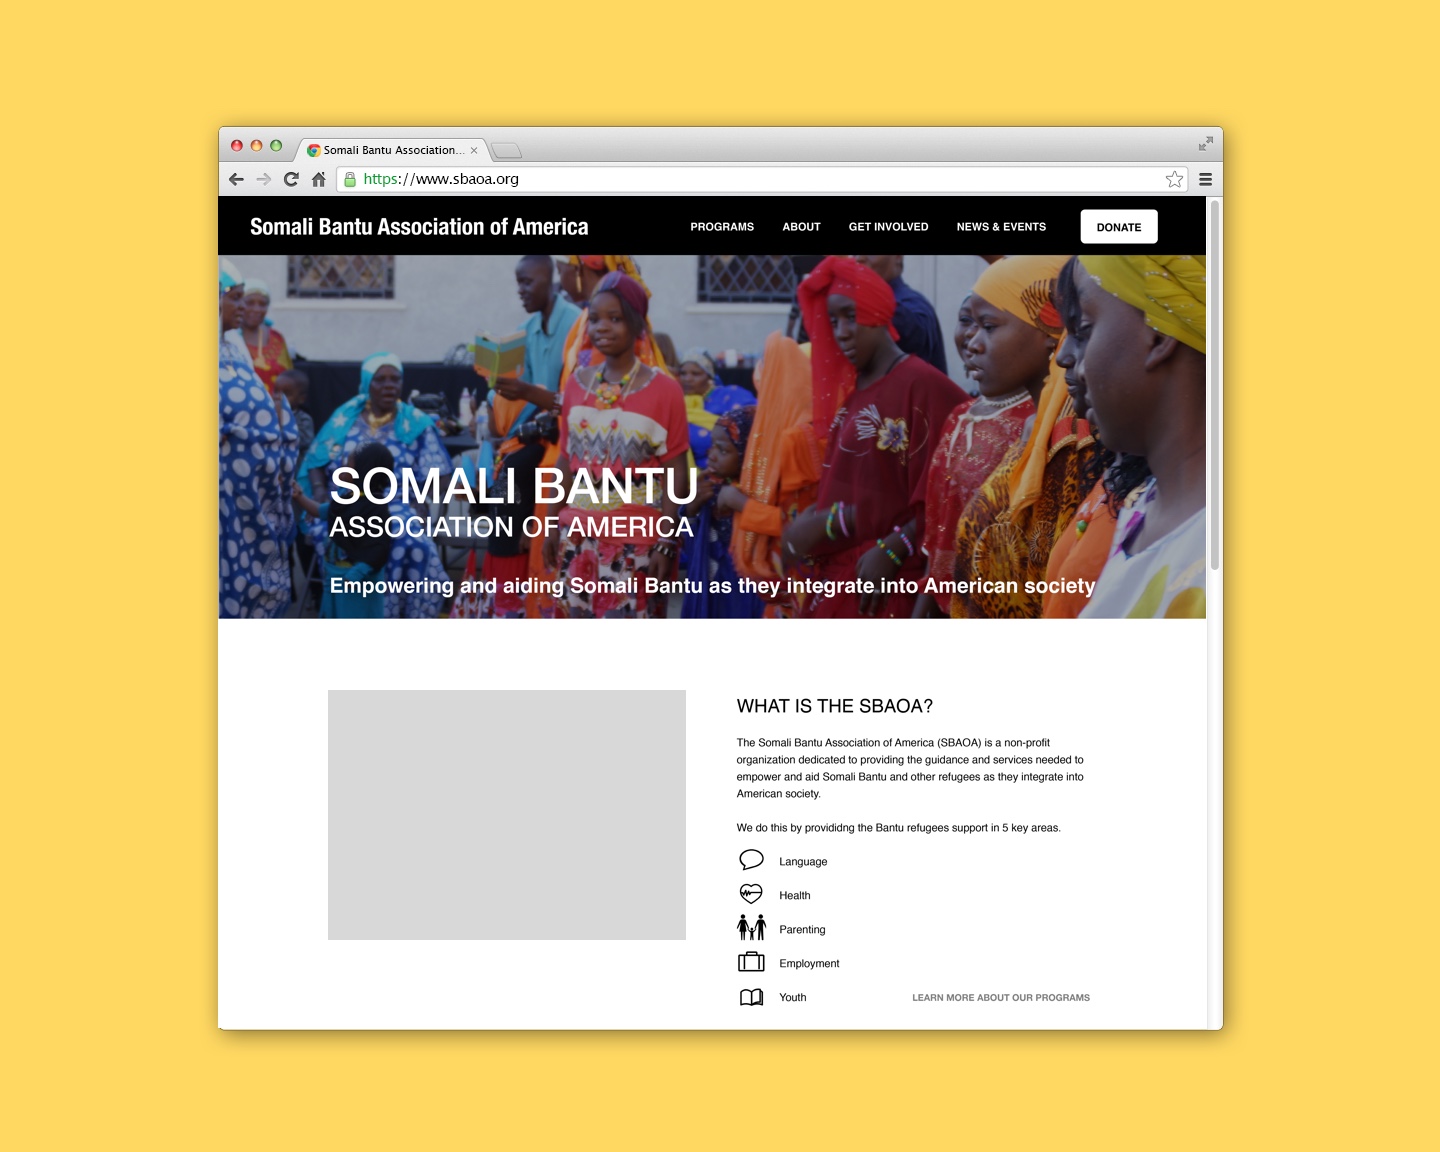 Somali Bantu Association...
https://www.sbaoa.org
Somali Bantu Association of America
PROGRAMS ABOUT GET INVOLVED NEWS & EVENTS DONATE
SOMALI BANTU
ASSOCIATION OF AMERICA
Empowering and aiding Somali Bantu as they integrate into American society
WHAT IS THE SBAOA?
The Somali Bantu Association of America (SBAOA) is a non-profit
organization dedicated to providing the guidance and services needed to
empower and aid Somali Bantu and other refugees as they integrate into
American society.
We do this by provididng the Bantu refugees support in 5 key areas.
Language
Health
Parenting
Employment
Youth
LEARN MORE ABOUT OUR PROGRAMS